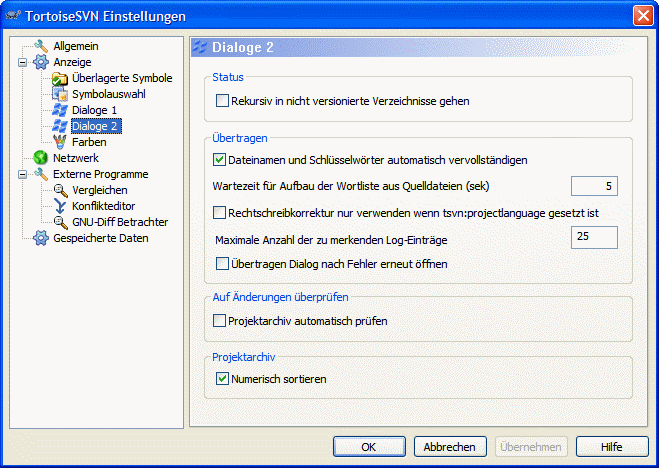 TortoiseSVN Einstellungen
Allgemein
Anzeige
Überlagerte Symbole
Symbolauswahl
Dialoge 1
Dialoge 2
Farben
Netzwerk
Externe Programme
Vergleichen
Konflikteditor
GNU-Diff Betrachter
Gespeicherte Daten
Dialoge 2
Status
Rekursiv in nicht versionierte Verzeichnisse gehen
Übertragen
Dateinamen und Schlüsselwörter automatisch vervollständigen
Wartezeit für Aufbau der Wortliste aus Quelldateien (sek) 5
Rechtschreibkorrektur nur verwenden wenn tsvn:projectlanguage gesetzt ist
Maximale Anzahl der zu merkenden Log-Einträge 25
Übertragen Dialog nach Fehler erneut öffnen
Auf Änderungen überprüfen
Projektarchiv automatisch prüfen
Projektarchiv
Numerisch sortieren
OK Abbrechen Übernehmen Hilfe